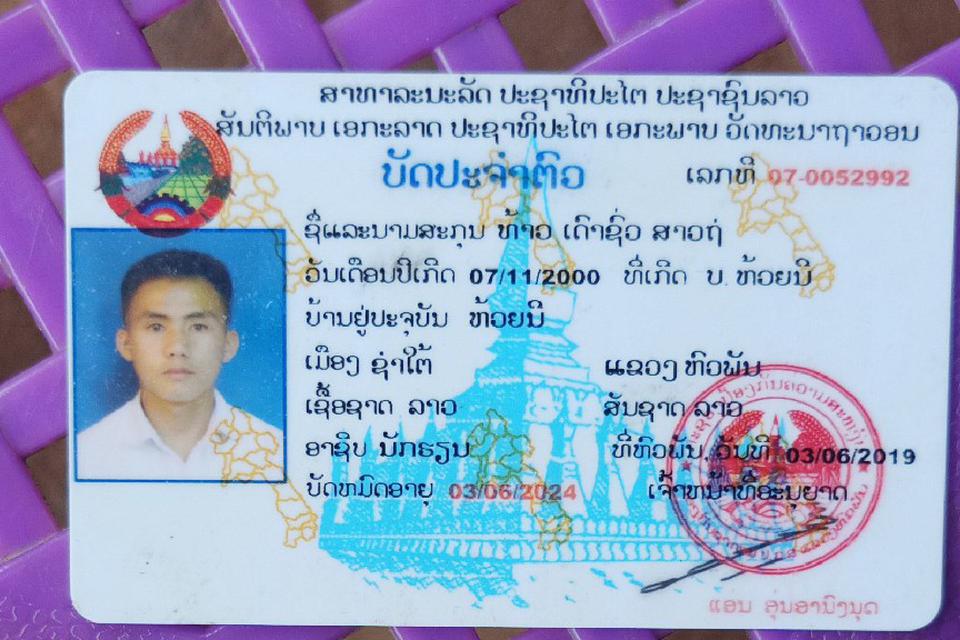 ສາທາລະນະລັດ ປະຊາທິປະໄຕ ປະຊາຊົນລາວ
ສັນຕິພາບ ເອກະລາດ ປະຊາທິປະໄຕ ເອກະພາບ ວັດທະນາຖາວອນ
ບັດປະຈຳຕົວ ເລກທີ 07-0052992
ຊື່ແລະນາມສະກຸນ ທ້າວ ເດົາຊົ່ວ ສາວຖ່
ວັນເດືອນປີເກີດ 07/11/2000 ທີ່ເກີດ ບ. ຫ້ວຍນີ
ບ້ານຢູ່ປະຈຸບັນ ຫ້ວຍນີ
ເມືອງ ຊຳໃຕ້ ແຂວງ ຫົວພັນ
ເຊື້ອຊາດ ລາວ ສັນຊາດ ລາວ
ອາຊີບ ນັກຮຽນ ທີ່ຫົວພັນ, ວັນທີ 03/06/2019
ບັດຫມົດອາຍຸ 03/06/2024 ເຈົ້າຫນ້າທີ່ອະນຸຍາດ